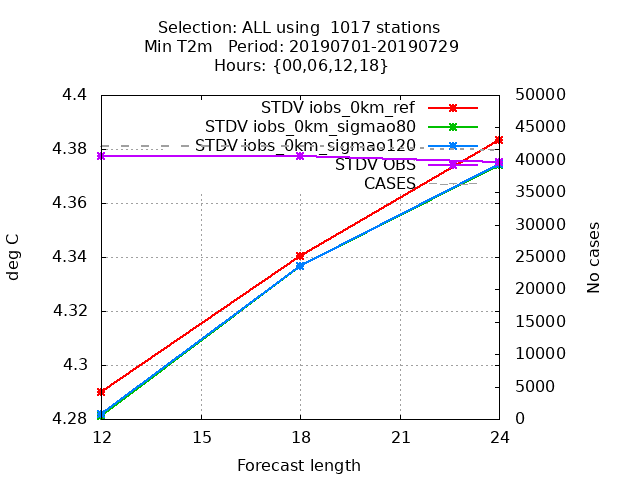 Selection: ALL using  1017 stations
Min T2m   Period: 20190701-20190729
Hours: {00,06,12,18}
4.4
4.38
4.36
4.34
4.32
4.3
4.28
deg C
STDV iobs_0km_ref
STDV iobs_0km_sigmao80
STDV iobs_0km_sigmao120
STDV OBS
CASES
50000
45000
40000
35000
30000
25000
20000
15000
10000
5000
0
No cases
12 15 18 21 24
Forecast length